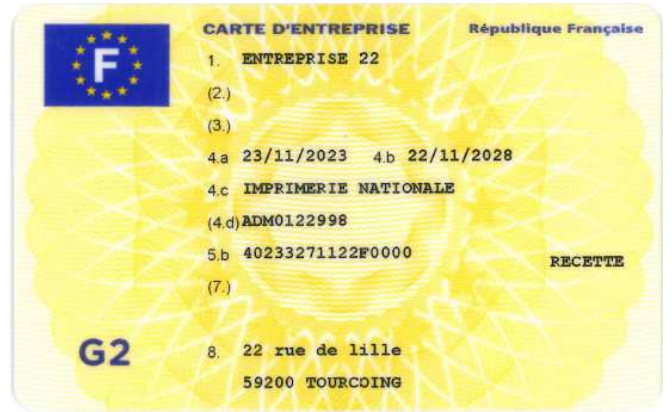 CARTE D'ENTREPRISE République Française
F
1. ENTREPRISE 22
(2.)
(3.)
4.a 23/11/2023 4.b 22/11/2028
4.c IMPRIMERIE NATIONALE
(4.d) ADM0122998
5.b 40233271122F0000
RECETTE
(7.)
G2
8. 22 rue de lille
59200 TOURCOING